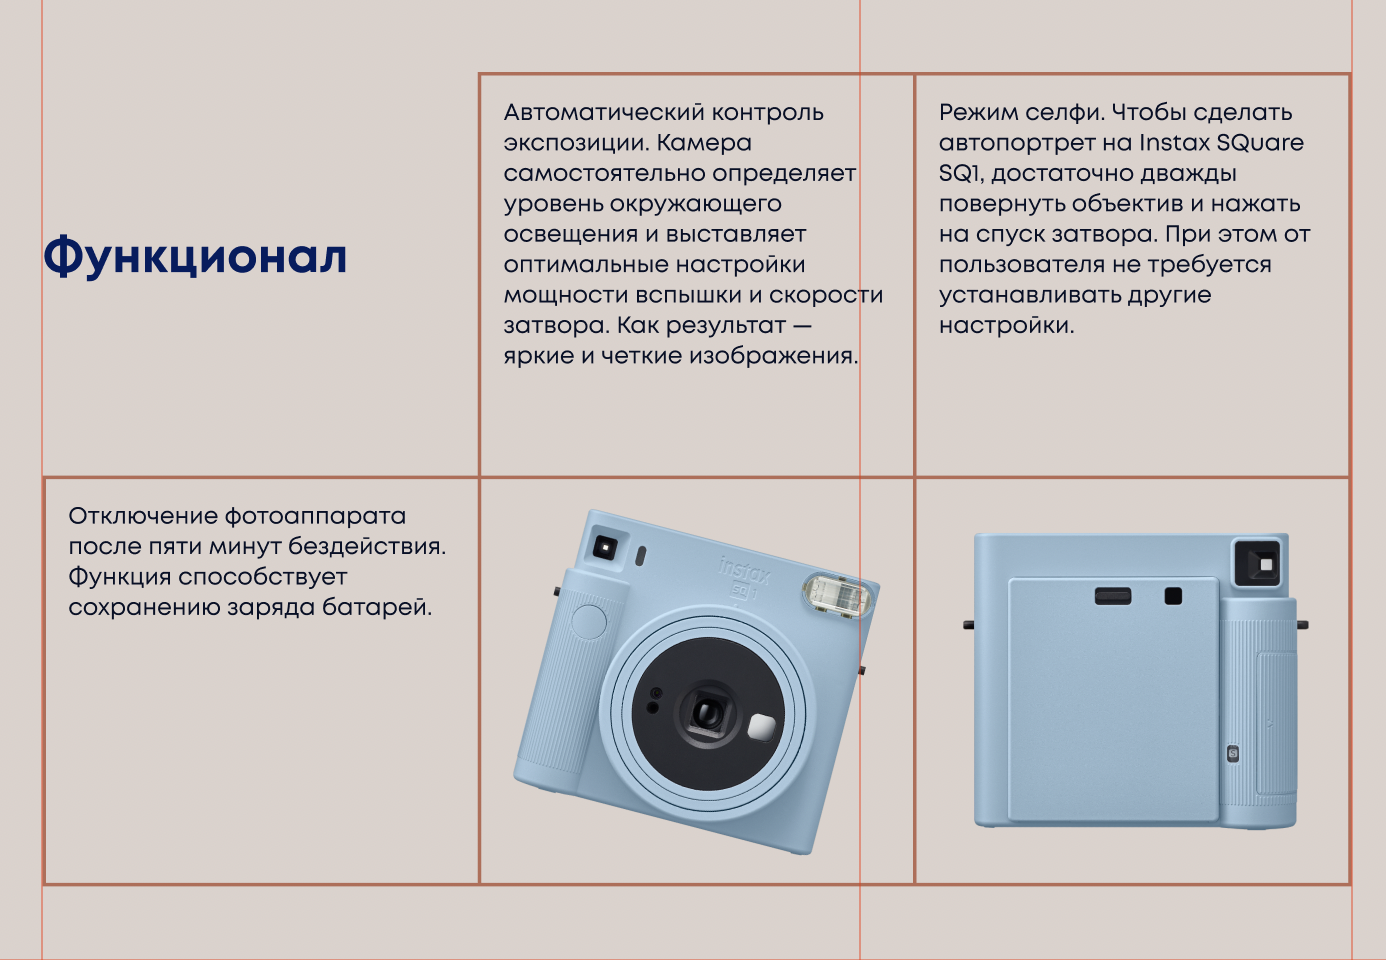 Функционал
Автоматический контроль
экспозиции. Камера
самостоятельно определяет
уровень окружающего
освещения и выставляет
оптимальные настройки
мощности вспышки и скорости
затвора. Как результат —
яркие и четкие изображения.
Режим селфи. Чтобы сделать
автопортрет на Instax SQuare
SQ1, достаточно дважды
повернуть объектив и нажать
на спуск затвора. При этом от
пользователя не требуется
устанавливать другие
настройки.
Отключение фотоаппарата
после пяти минут бездействия.
Функция способствует
сохранению заряда батарей.
instax
SQ 1